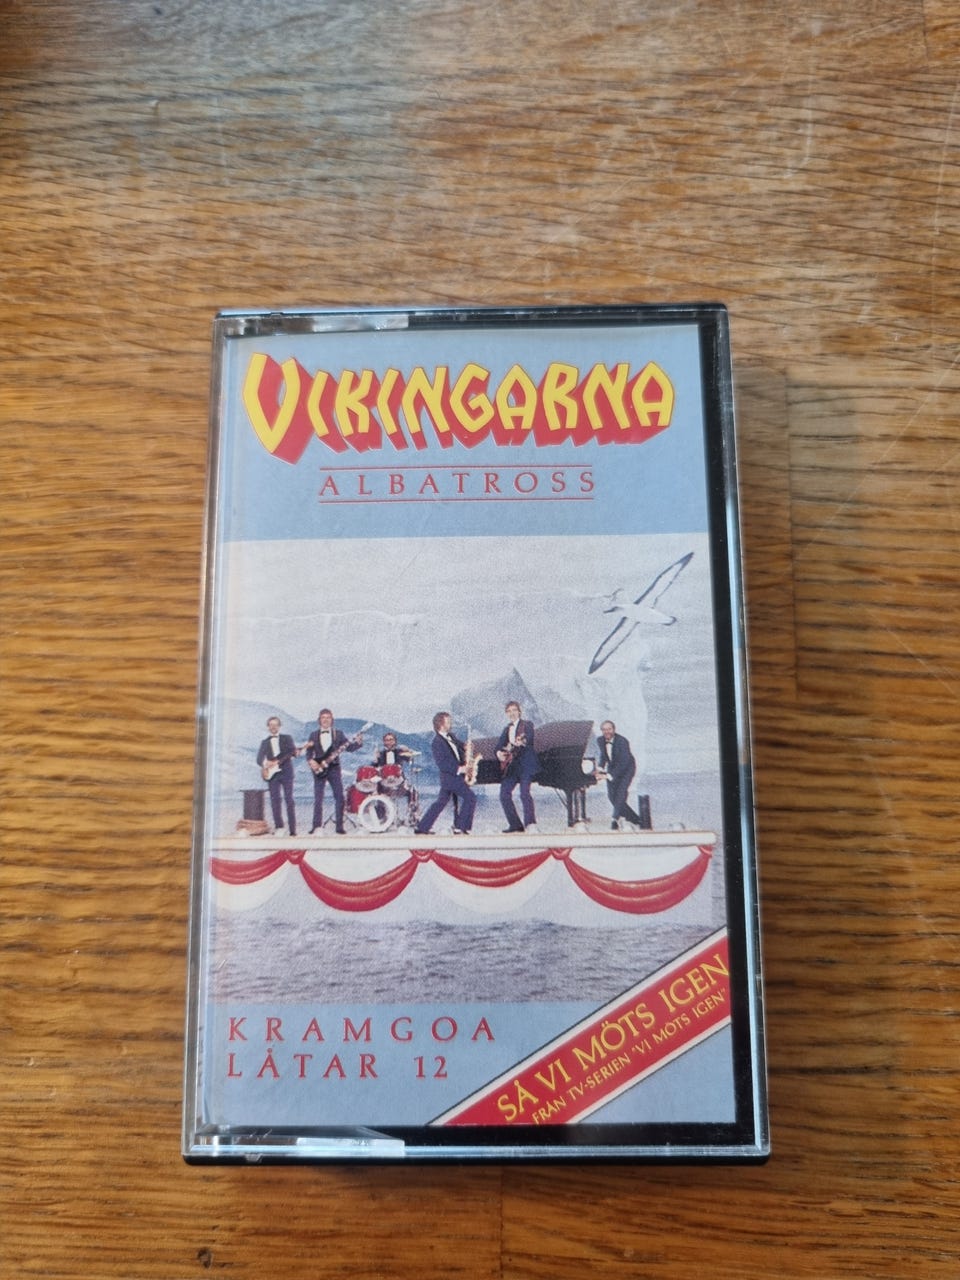 VIKINGARNA
ALBATROSS
KRAMGOA
LÅTAR 12
SÅ VI MÖTS IGEN
FRÅN TV-SERIEN "VI MÖTS IGEN"